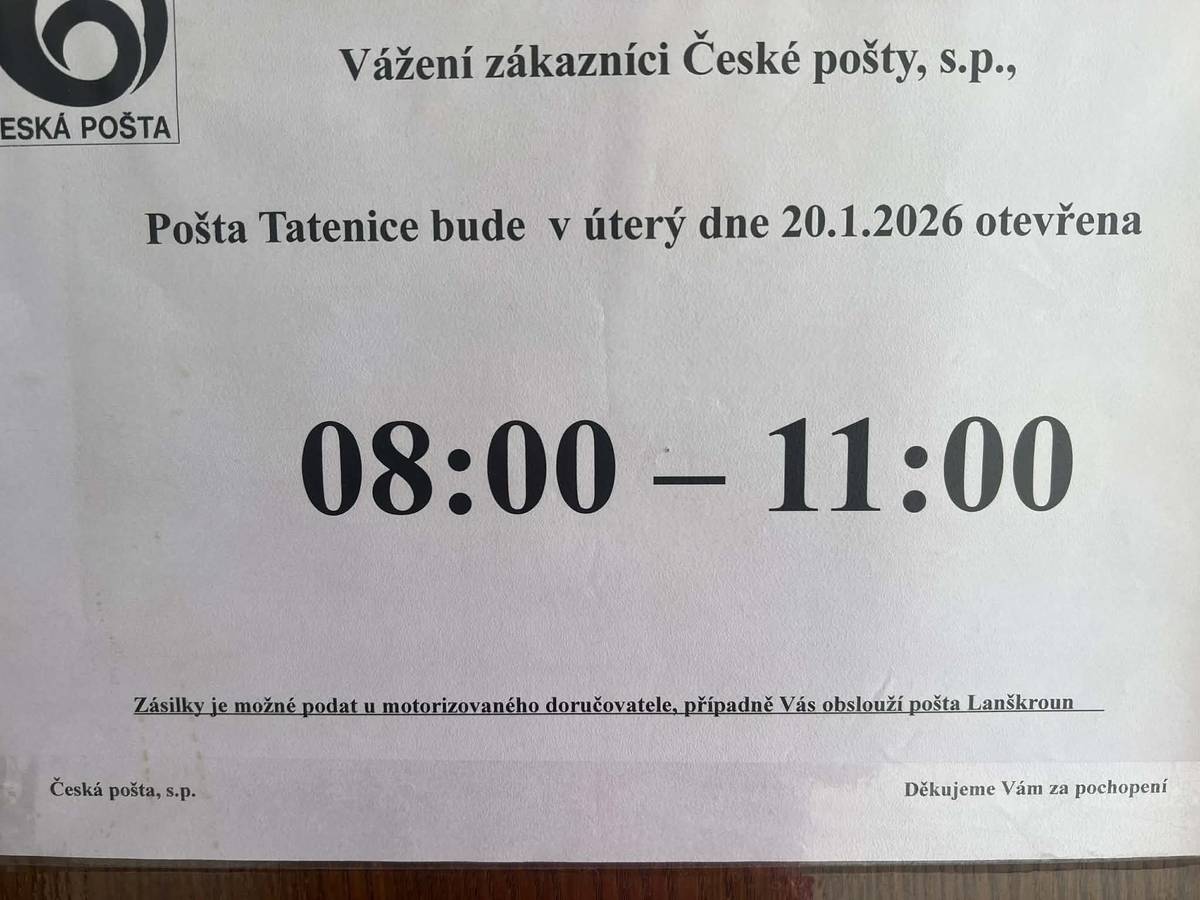 ESKÁ POŠTA
Vážení zákazníci České pošty, s.p.,
Pošta Tatenice bude v úterý dne 20.1.2026 otevřena
08:00 – 11:00
Zásilky je možné podat u motorizovaného doručovatele, případně Vás obslouží pošta Lanškroun
Česká pošta, s.p.
Děkujeme Vám za pochopení